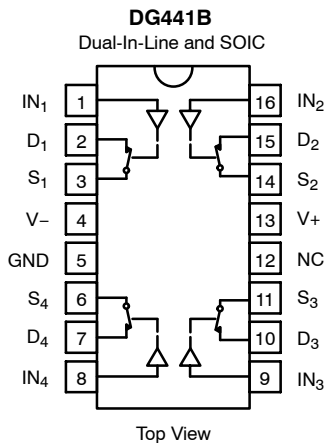 DG441B
Dual-In-Line and SOIC
IN1 1 16 IN2
D1 2 15 D2
S1 3 14 S2
V− 4 13 V+
GND 5 12 NC
S4 6 11 S3
D4 7 10 D3
IN4 8 9 IN3
Top View